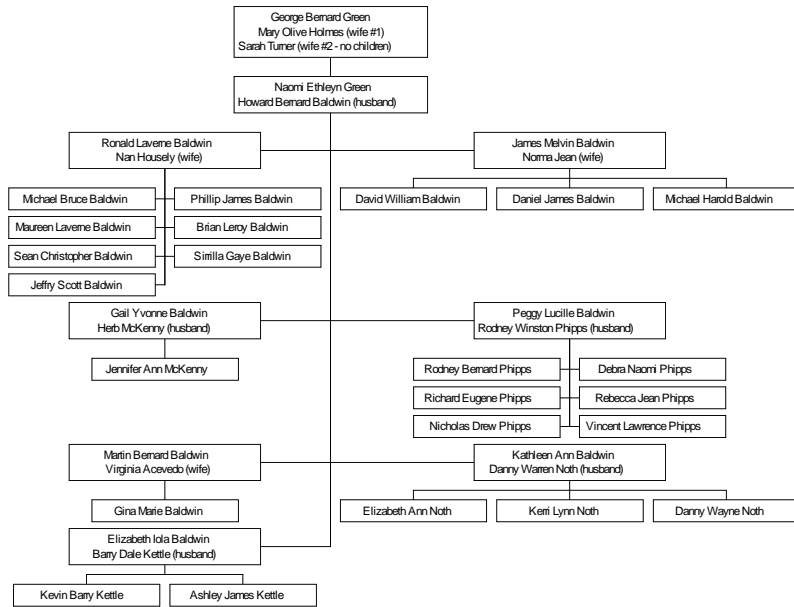 George Bernard Green
Mary Olive Holmes (wife #1)
Sarah Turner (wife #2 - no children)
Naomi Ethleyn Green
Howard Bernard Baldwin (husband)
Ronald Laverne Baldwin
Nan Housely (wife)
James Melvin Baldwin
Norma Jean (wife)
Michael Bruce Baldwin
Phillip James Baldwin
Maureen Laverne Baldwin
Brian Leroy Baldwin
Sean Christopher Baldwin
Sirrilla Gaye Baldwin
Jeffry Scott Baldwin
David William Baldwin
Daniel James Baldwin
Michael Harold Baldwin
Gail Yvonne Baldwin
Herb McKenny (husband)
Peggy Lucille Baldwin
Rodney Winston Phipps (husband)
Jennifer Ann McKenny
Rodney Bernard Phipps
Debra Naomi Phipps
Richard Eugene Phipps
Rebecca Jean Phipps
Nicholas Drew Phipps
Vincent Lawrence Phipps
Martin Bernard Baldwin
Virginia Acevedo (wife)
Kathleen Ann Baldwin
Danny Warren Noth (husband)
Gina Marie Baldwin
Elizabeth Ann Noth
Kerri Lynn Noth
Danny Wayne Noth
Elizabeth Iola Baldwin
Barry Dale Kettle (husband)
Kevin Barry Kettle
Ashley James Kettle